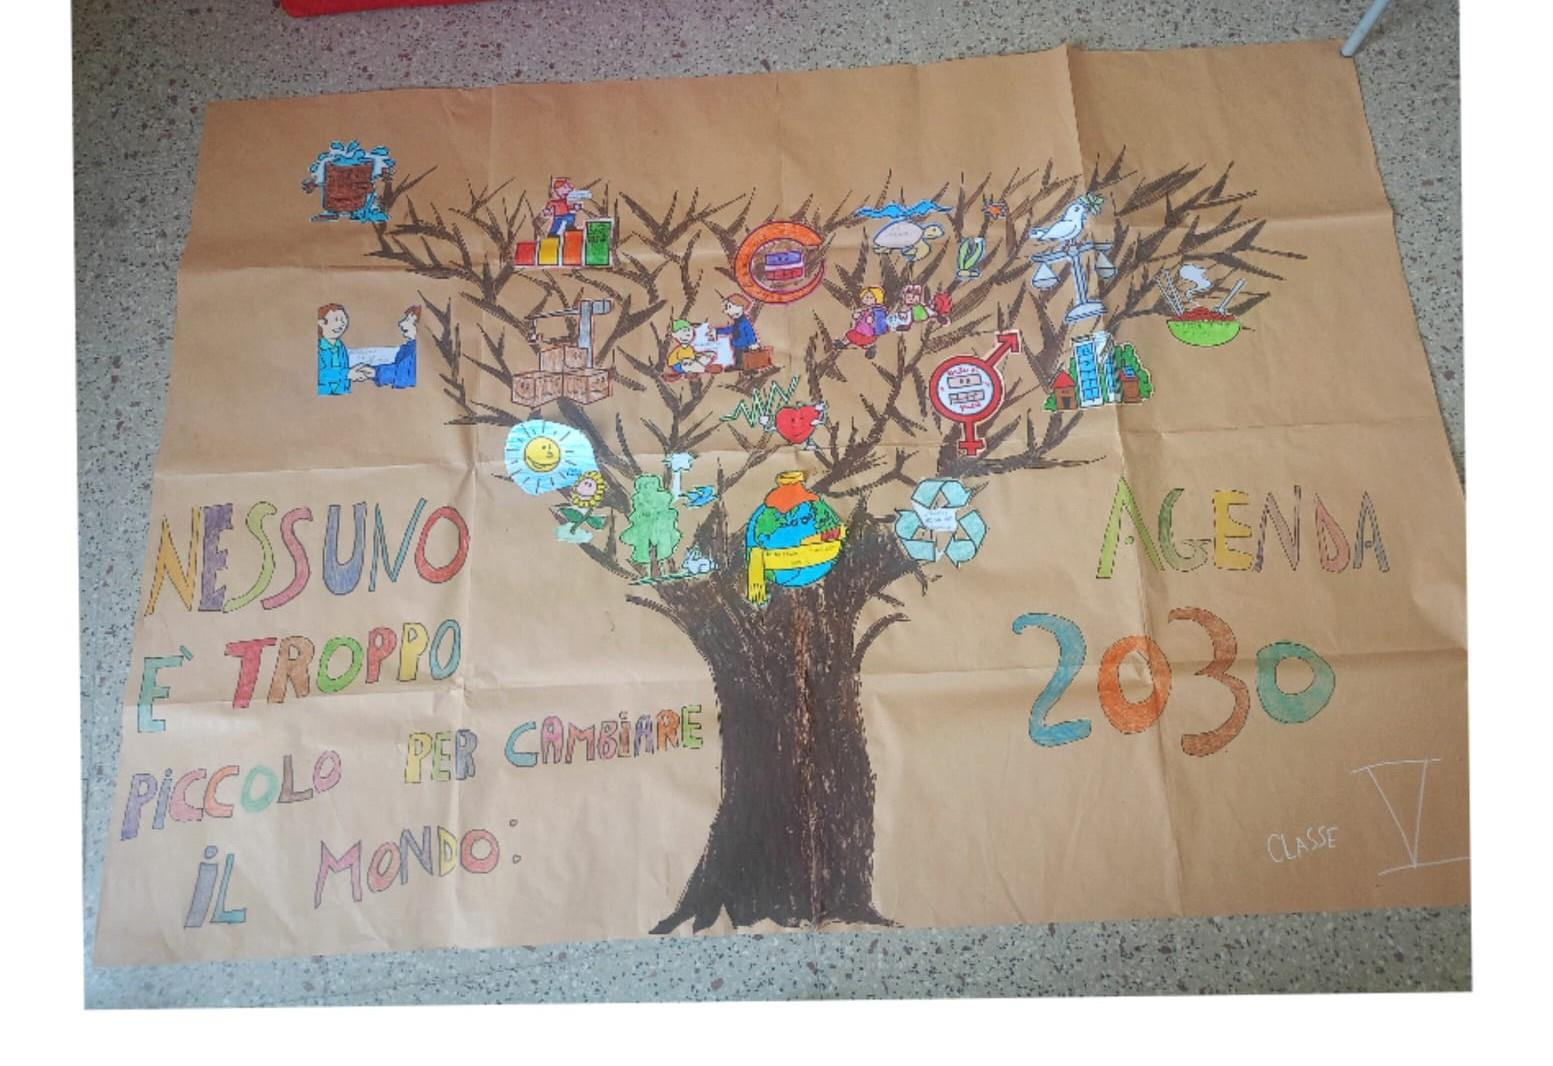 NESSUNO
È TROPPO
PICCOLO PER CAMBIARE
IL MONDO:
AGENDA
2030
CLASSE V